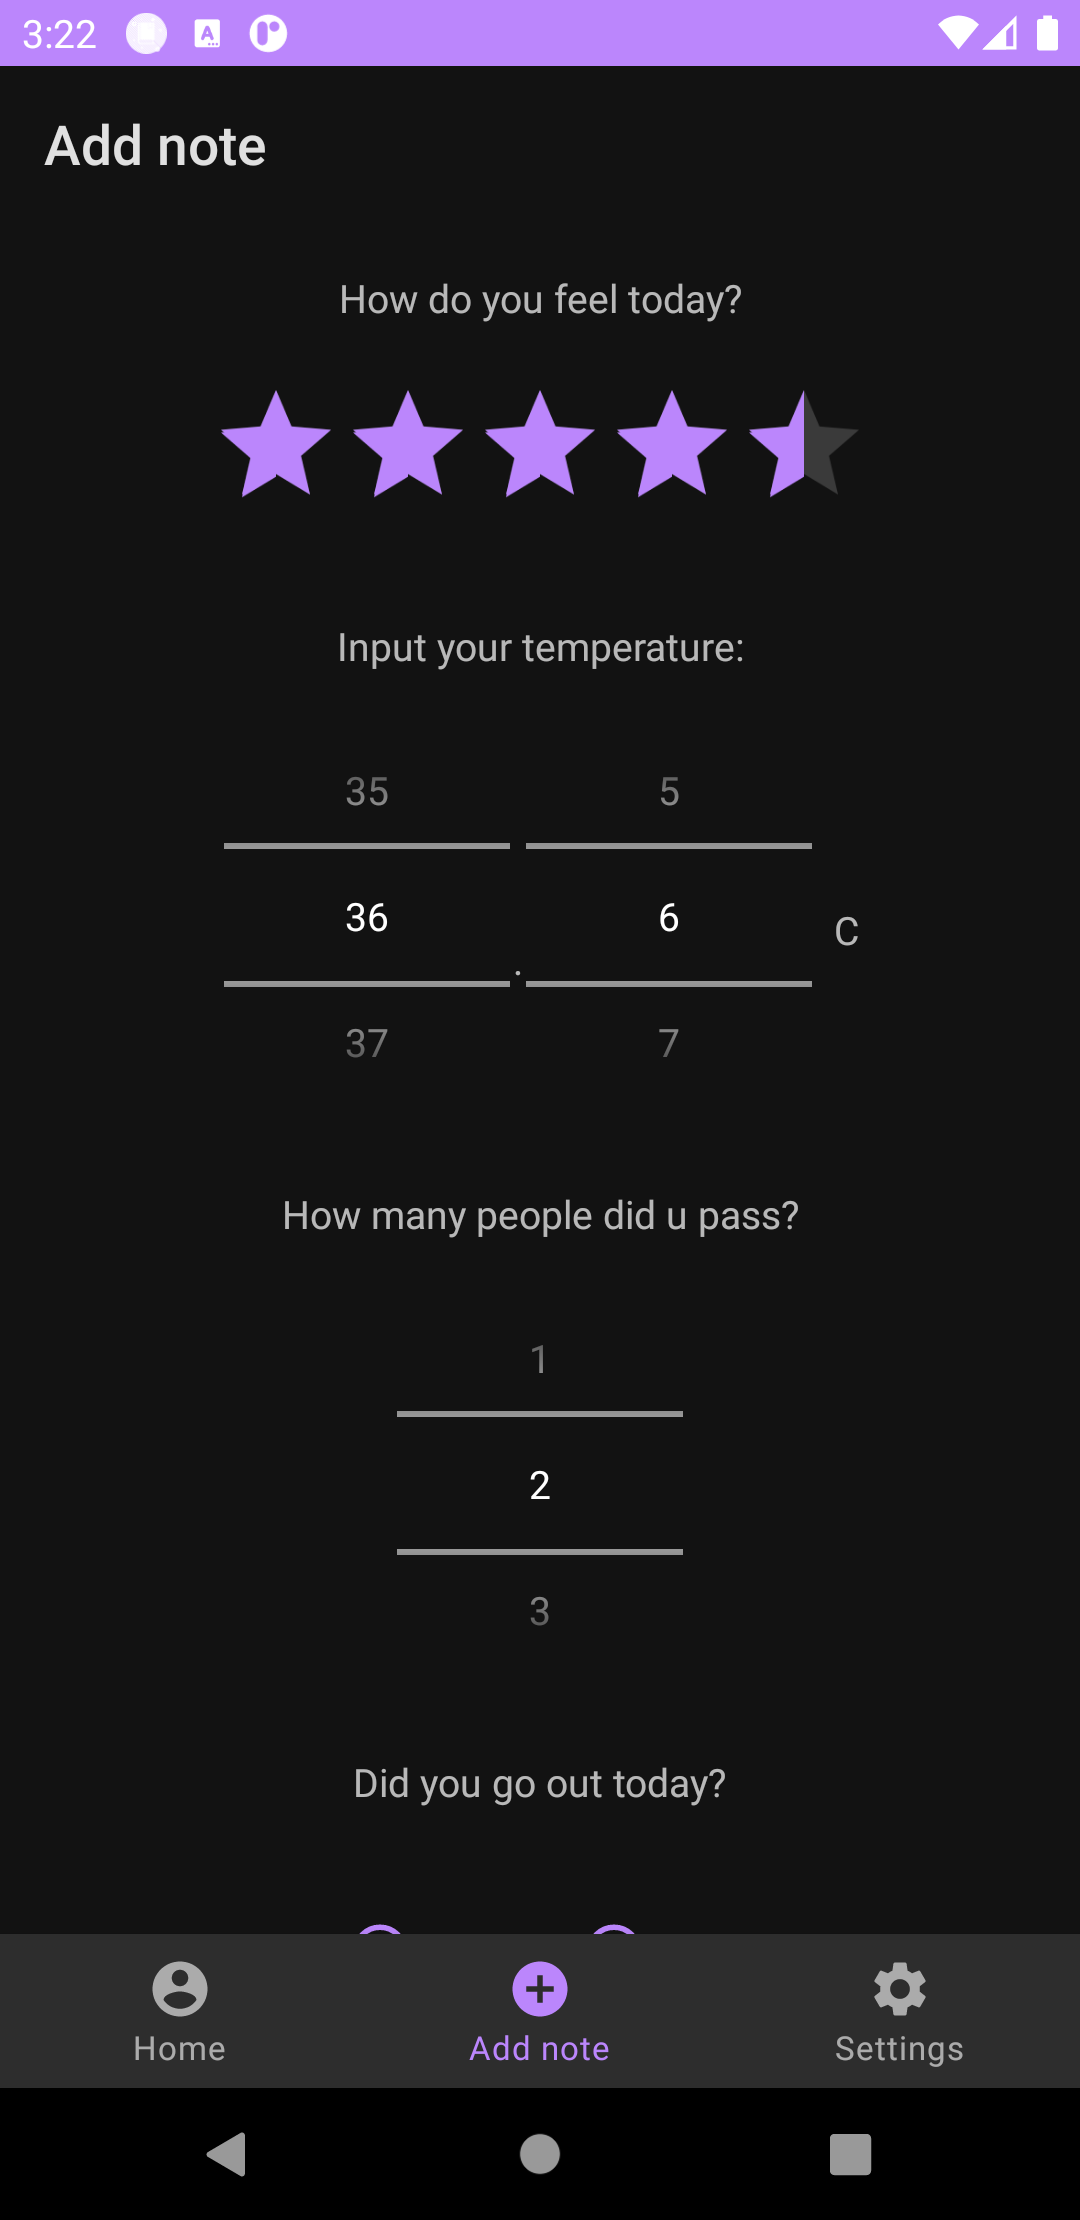 3:22
Add note
How do you feel today?
Input your temperature:
35 5
36 . 6 C
37 7
How many people did u pass?
1
2
3
Did you go out today?
Home Add note Settings